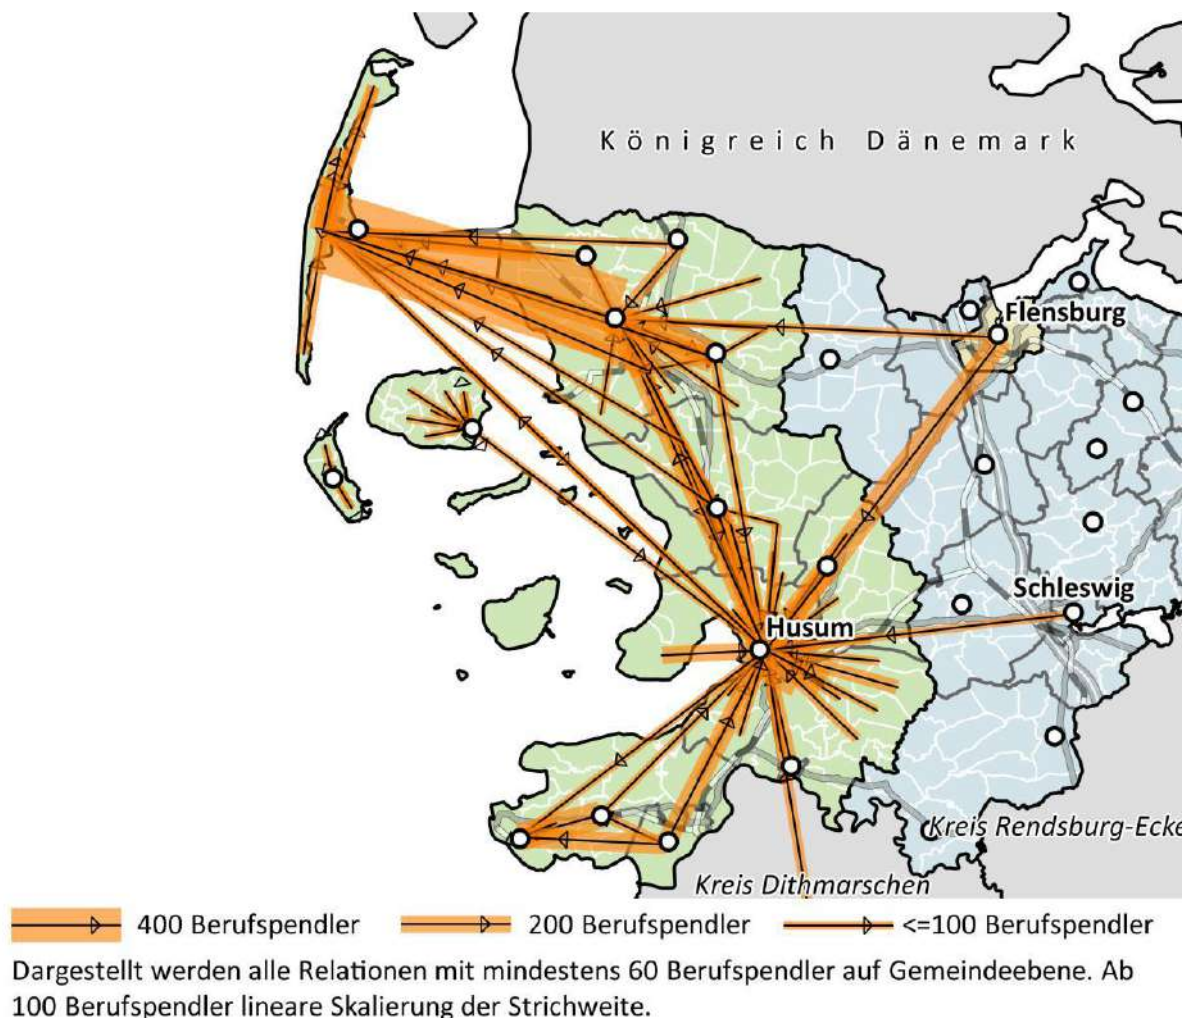 Königreich Dänemark
Flensburg
Schleswig
Husum
Kreis Rendsburg-Ecke
Kreis Dithmarschen
400 Berufspendler
200 Berufspendler
<=100 Berufspendler
Dargestellt werden alle Relationen mit mindestens 60 Berufspendler auf Gemeindeebene. Ab
100 Berufspendler lineare Skalierung der Strichweite.